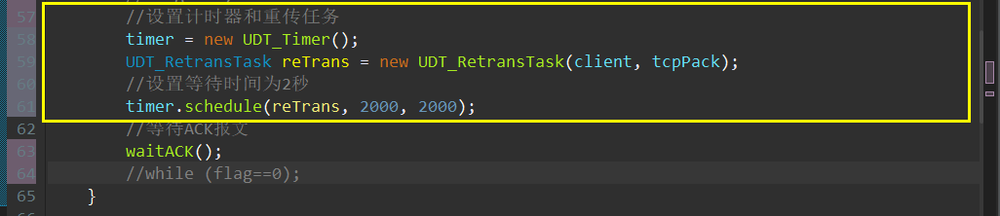 57 //设置计时器和重传任务
58 timer = new UDT_Timer();
59 UDT_RetransTask reTrans = new UDT_RetransTask(client, tcpPack);
60 //设置等待时间为2秒
61 timer.schedule(reTrans, 2000, 2000);
62 //等待ACK报文
63 waitACK();
64 //while (flag==0);
65 }